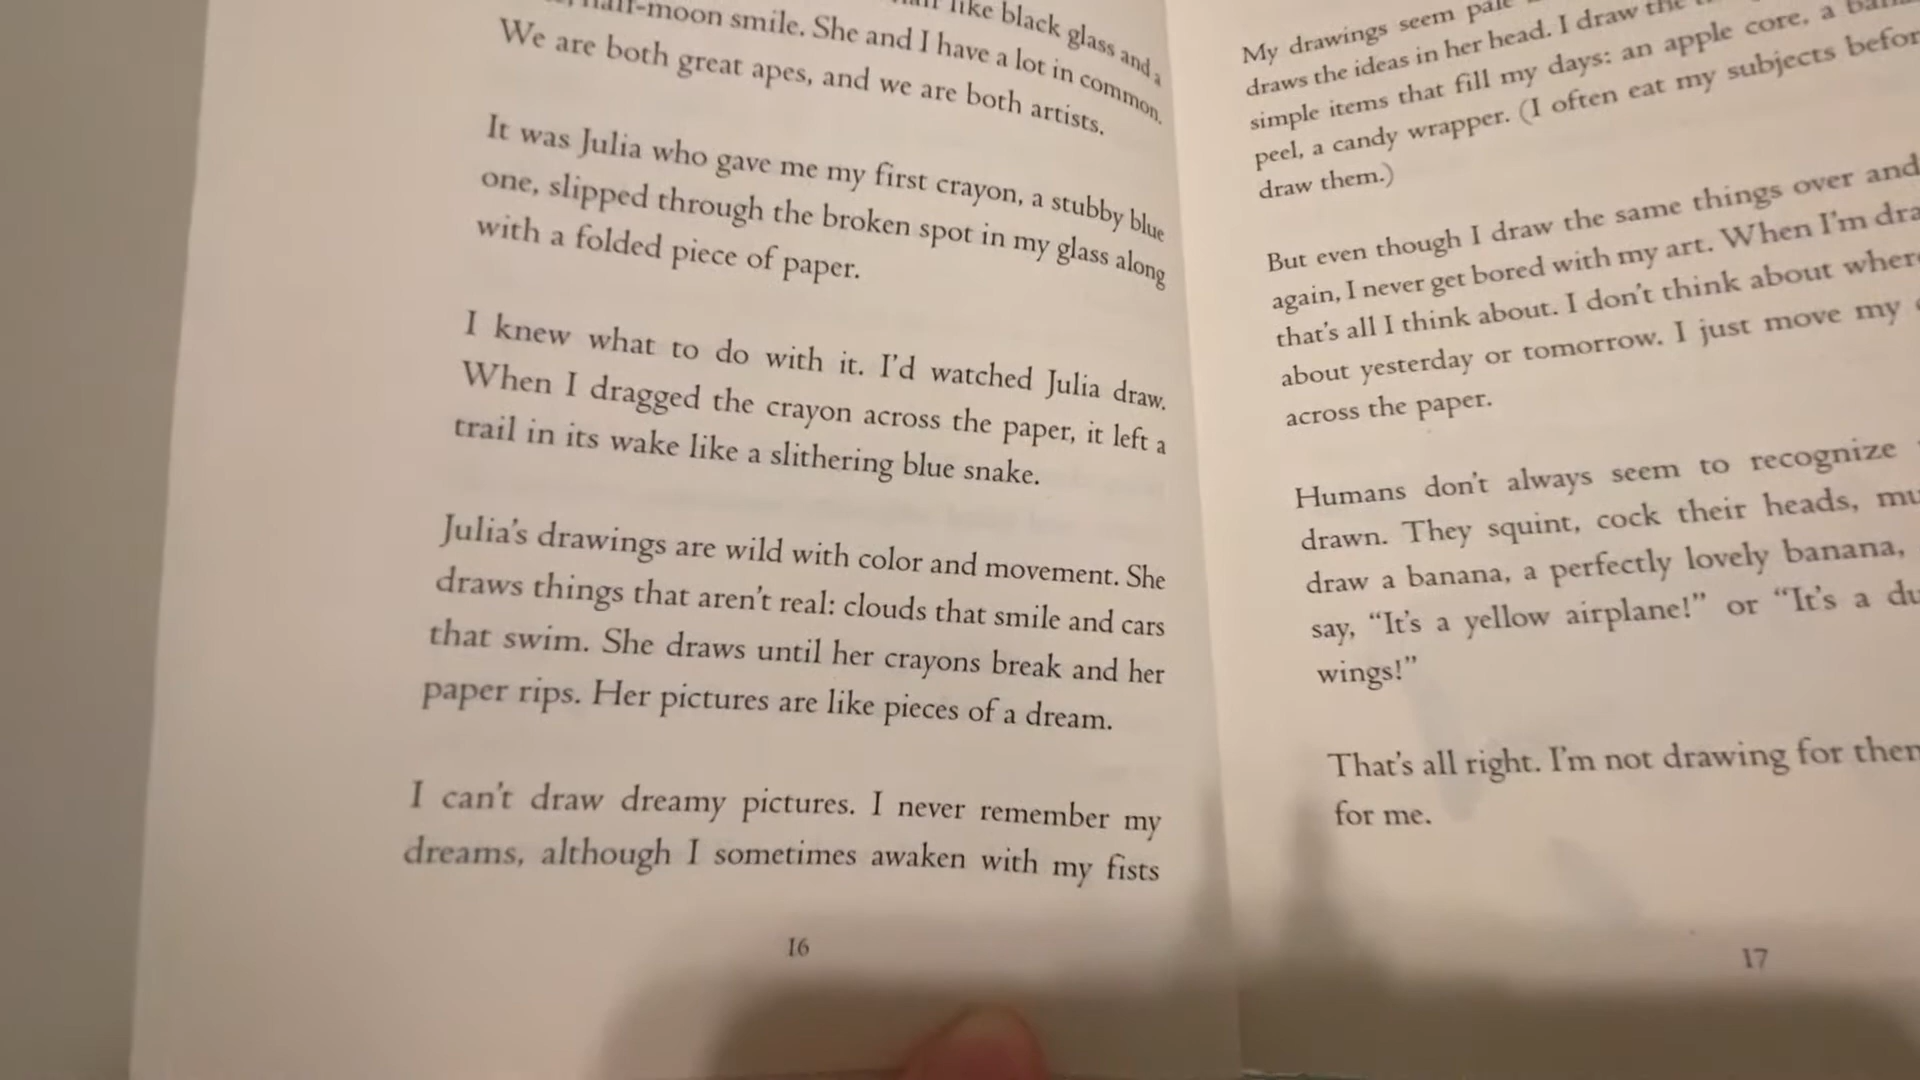 half-moon smile. She and I have a lot in common.
like black glass and a
We are both great apes, and we are both artists.
It was Julia who gave me my first crayon, a stubby blue
one, slipped through the broken spot in my glass along
with a folded piece of paper.
I knew what to do with it. I'd watched Julia draw.
When I dragged the crayon across the paper, it left a
trail in its wake like a slithering blue snake.
Julia's drawings are wild with color and movement. She
draws things that aren't real: clouds that smile and cars
that swim. She draws until her crayons break and her
paper rips. Her pictures are like pieces of a dream.
I can't draw dreamy pictures. I never remember my
dreams, although I sometimes awaken with my fists
16
My drawings seem pale
draws the ideas in her head. I draw the
simple items that fill my days: an apple core, a
peel, a candy wrapper. (I often eat my subjects
draw them.)
But even though I draw the same things over and
again, I never get bored with my art. When I'm
that's all I think about. I don't think about
about yesterday or tomorrow. I just move my
across the paper.
Humans don't always seem to recognize
drawn. They squint, cock their heads,
draw a banana, a perfectly lovely banana,
say, "It's a yellow airplane!" or "It's a
wings!"
That's all right. I'm not drawing for
for me.
17